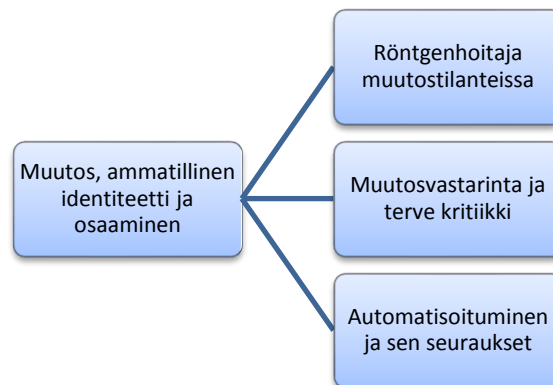 Röntgenhoitaja
muutostilanteissa
Muutos, ammatillinen
identiteetti ja
osaaminen
Muutosvastarinta ja
terve kritiikki
Automatisoituminen
ja sen seuraukset